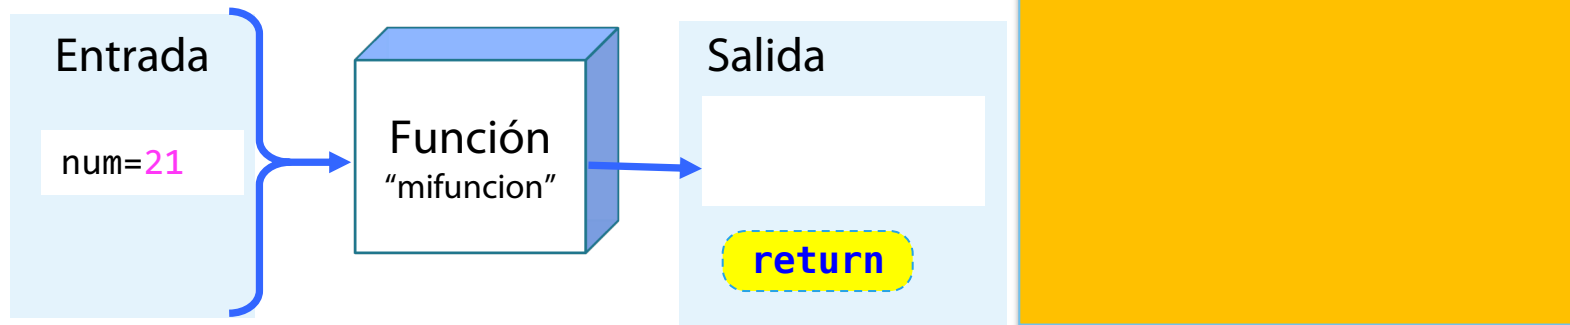 Entrada
num=21
Función
“mifuncion”
Salida
return